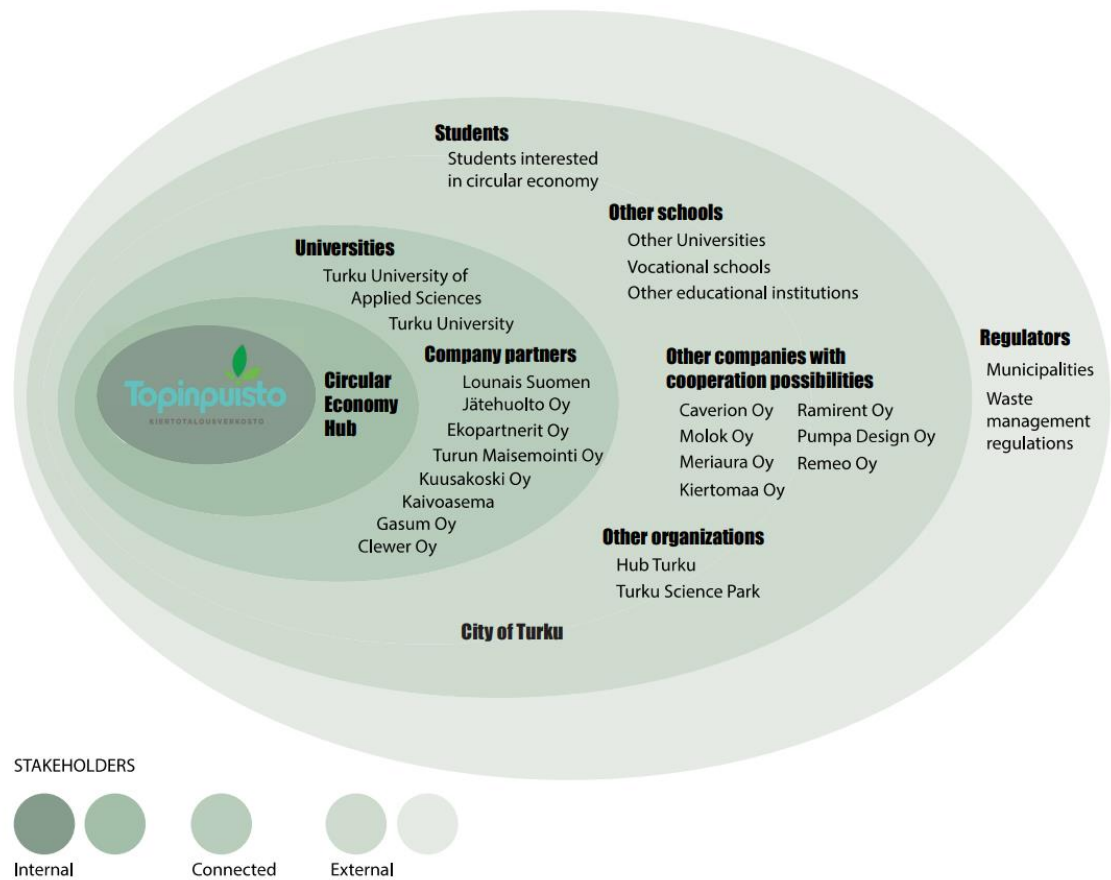 Students
Students interested
in circular economy
Other schools
Other Universities
Vocational schools
Other educational institutions
Universities
Turku University of
Applied Sciences
Turku University
Topinpuisto
KIERTOTALOUSVERKOSTO
Circular
Economy
Hub
Company partners
Lounais Suomen
Jätehuolto Oy
Ekopartnerit Oy
Turun Maisemointi Oy
Kuusakoski Oy
Kaivoasema
Gasum Oy
Clewer Oy
Other companies with
cooperation possibilities
Caverion Oy
Molok Oy
Meriaura Oy
Kiertomaa Oy
Ramirent Oy
Pumpa Design Oy
Remeo Oy
Regulators
Municipalities
Waste
management
regulations
Other organizations
Hub Turku
Turku Science Park
City of Turku
STAKEHOLDERS
Internal
Connected
External